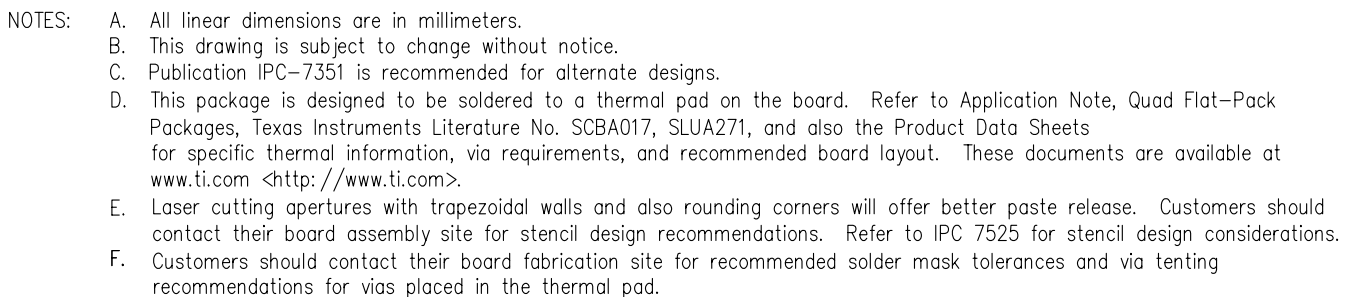 NOTES: A. All linear dimensions are in millimeters.
B. This drawing is subject to change without notice.
C. Publication IPC-7351 is recommended for alternate designs.
D. This package is designed to be soldered to a thermal pad on the board. Refer to Application Note, Quad Flat-Pack
Packages, Texas Instruments Literature No. SCBA017, SLUA271, and also the Product Data Sheets
for specific thermal information, via requirements, and recommended board layout. These documents are available at
www.ti.com <http://www.ti.com>.
E. Laser cutting apertures with trapezoidal walls and also rounding corners will offer better paste release. Customers should
contact their board assembly site for stencil design recommendations. Refer to IPC 7525 for stencil design considerations.
F. Customers should contact their board fabrication site for recommended solder mask tolerances and via tenting
recommendations for vias placed in the thermal pad.